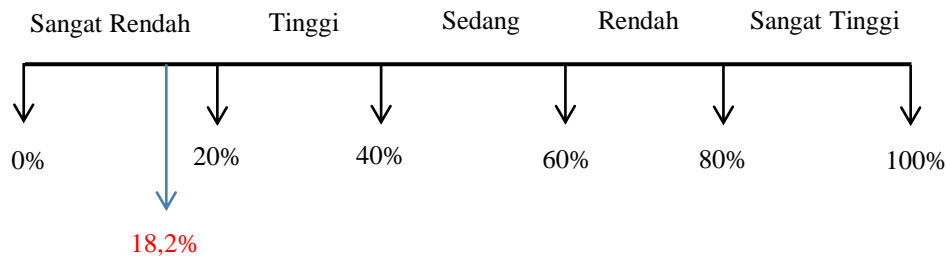 Sangat Rendah Tinggi Sedang Rendah Sangat Tinggi
0% 20% 40% 60% 80% 100%
18,2%